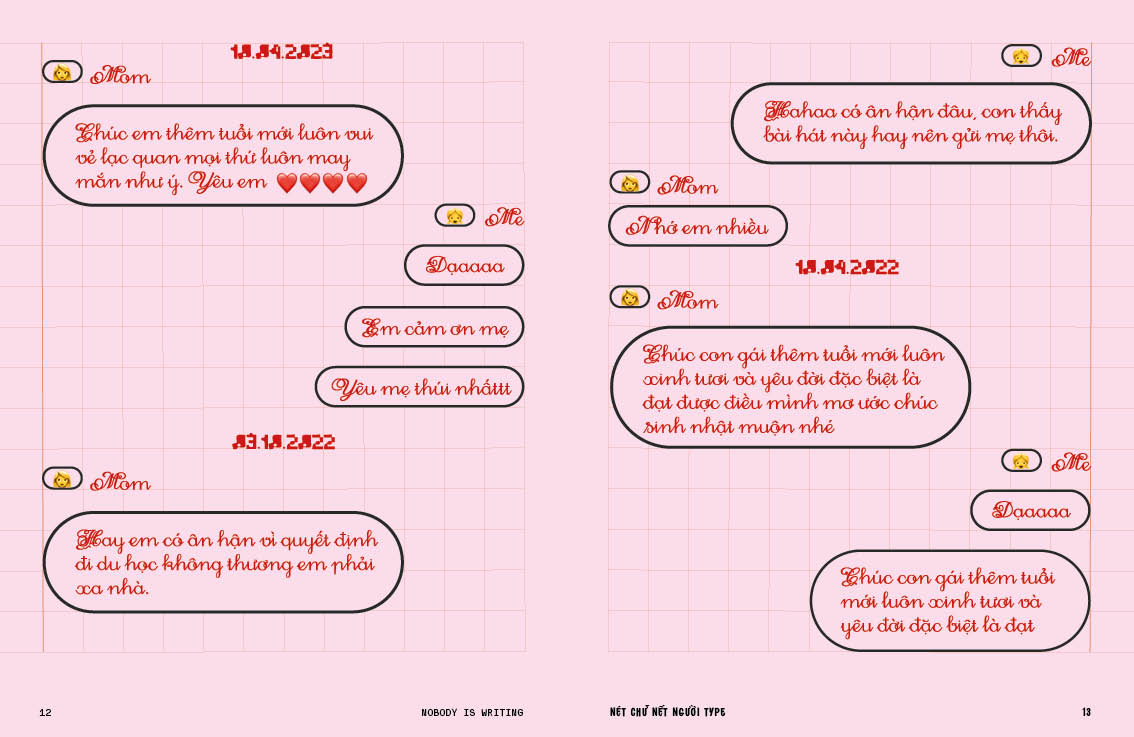 10.04.2023
Mom
Chúc em thêm tuổi mới luôn vui
vẻ lạc quan mọi thứ luôn may
mắn như ý. Yêu em ❤️❤️❤️❤️
Me
Dạaaaa
Em cảm ơn mẹ
Yêu mẹ thúi nhấttt
03.10.2022
Mom
Hay em có ân hận vì quyết định
đi du học không thương em phải
xa nhà.
12
NOBODY IS WRITING
Me
Hahaa có ân hận đâu, con thấy
bài hát này hay nên gửi mẹ thôi.
Mom
Nhớ em nhiều
10.04.2022
Mom
Chúc con gái thêm tuổi mới luôn
xinh tươi và yêu đời đặc biệt là
đạt được điều mình mơ ước chúc
sinh nhật muộn nhé
Me
Dạaaaa
Chúc con gái thêm tuổi
mới luôn xinh tươi và
yêu đời đặc biệt là đạt
NÉT CHỮ NẾT NGƯỜI TYPE
13